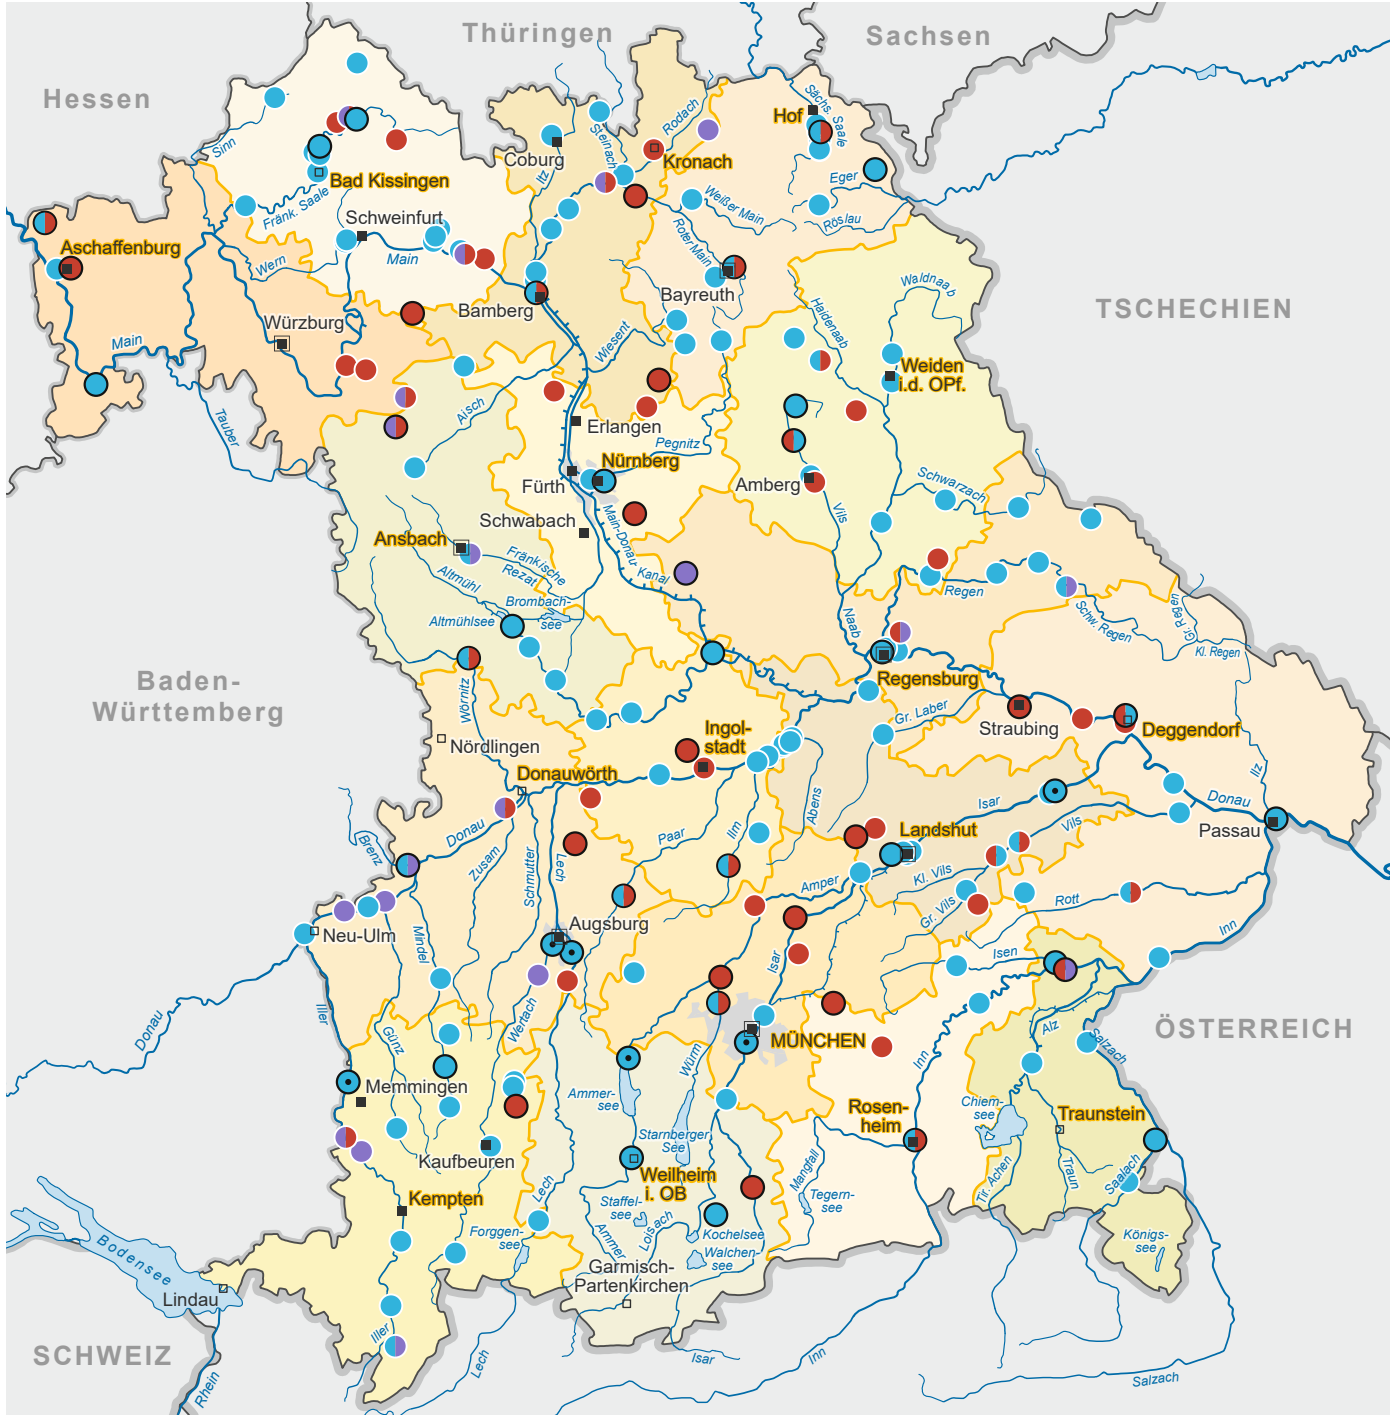 Thüringen
Sachsen
Hessen
Sinn
Coburg
Itz
Steinach
Rodach
Kronach
Hof
Sächs. Saale
Eger
Röslau
Weißer Main
Bad Kissingen
Fränk. Saale
Schweinfurt
Aschaffenburg
Wern
Main
Roter Main
Bayreuth
Waldnaab
Haidenaab
TSCHECHIEN
Bamberg
Würzburg
Main
Wiesent
Weiden
i.d. OPf.
Tauber
Aisch
Erlangen
Pegnitz
Nürnberg
Fürth
Amberg
Schwarzach
Vils
Schwabach
Main-Donau-
Kanal
Ansbach
Fränkische
Rezat
Altmühl
Brombach-
see
Altmühlsee
Naab
Regen
Schw. Regen
Gr. Regen
Kl. Regen
Baden-
Württemberg
Wörnitz
Regensburg
Gr. Laber
Straubing
Deggendorf
Nördlingen
Ingol-
stadt
Donauwörth
Ilz
Donau
Passau
Isar
Vils
Abens
Landshut
Brenz
Donau
Zusam
Schmutter
Lech
Paar
Ilm
Amper
Kl. Vils
Gr. Vils
Rott
Inn
Neu-Ulm
Mindel
Augsburg
Isar
Isen
Donau
Iller
Günz
Wertach
Würm
MÜNCHEN
Inn
Alz
Salzach
ÖSTERREICH
Memmingen
Ammer-
see
Starnberger
See
Rosen-
heim
Chiem-
see
Traunstein
Kaufbeuren
Weilheim
i. OB
Mangfall
Tegern-
see
Tir. Achen
Traun
Saalach
Kempten
Lech
Staffel-
see
Loisach
Ammer
Kochelsee
Walchen-
see
Forggen-
see
Königs-
see
Bodensee
Lindau
Garmisch-
Partenkirchen
Iller
Lech
Isar
Inn
Salzach
SCHWEIZ
Rhein